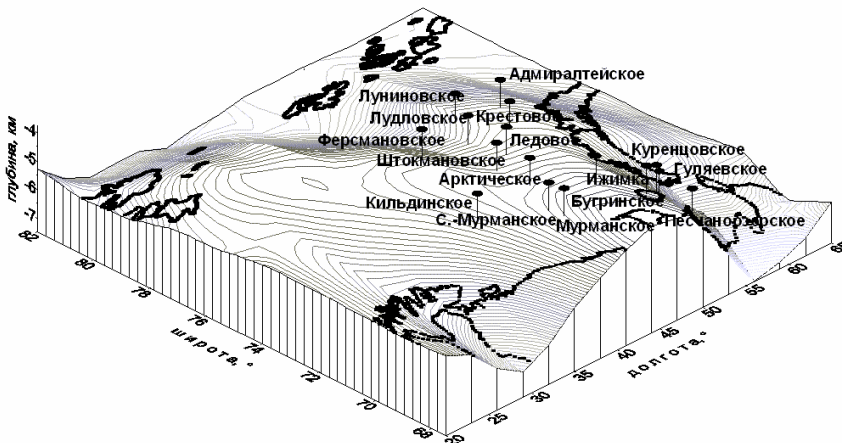 Адмиралтейское
Луниновское
Лудловское
Крестовое
Ферсмановское
Ледовое
Штокмановское
Куренцовское
Гуляевское
Арктическое
Ижимка
Кильдинское
Бугринское
С.-Мурманское
Мурманское
Песчаноозерское
глубина, км
-4
-5
-6
-7
82
80
78
76
74
72
70
68
широта, °
20
25
30
35
40
45
50
55
60
65
долгота, °